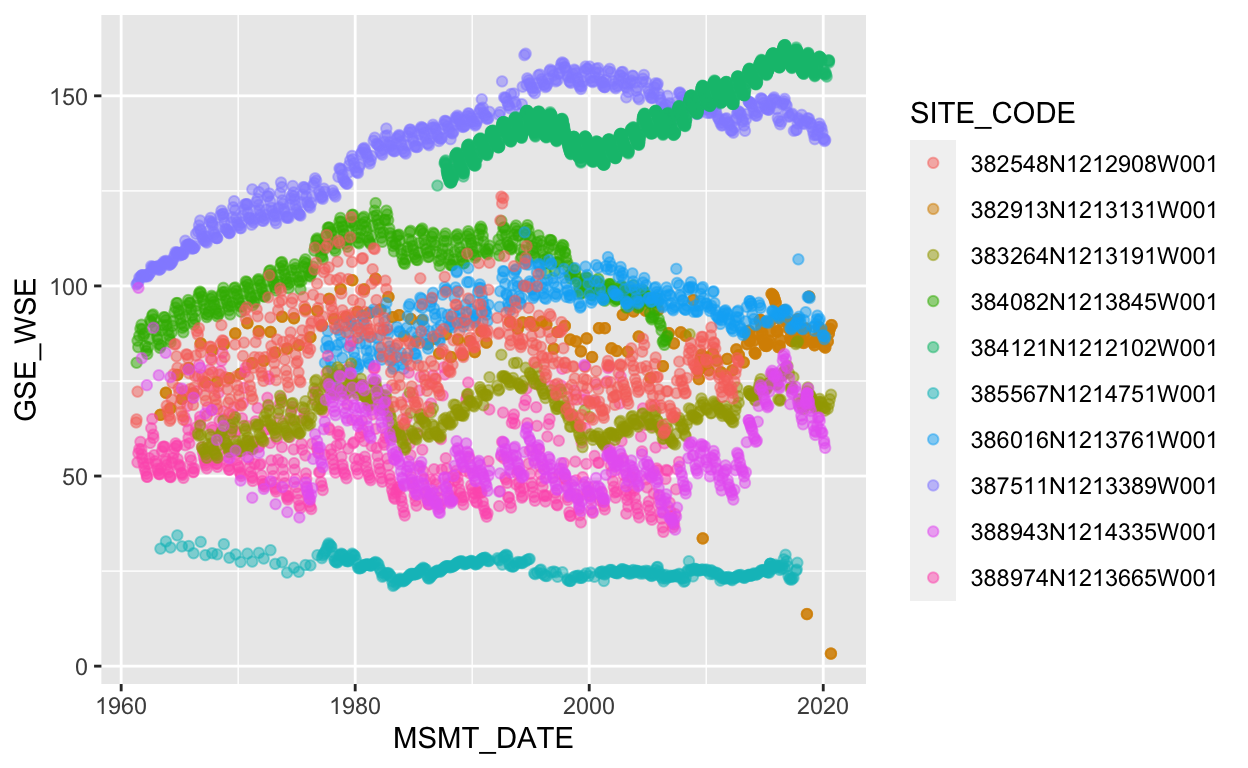 GSE_WSE
150
100
50
0
1960
1980
2000
2020
MSMT_DATE
SITE_CODE
382548N1212908W001
382913N1213131W001
383264N1213191W001
384082N1213845W001
384121N1212102W001
385567N1214751W001
386016N1213761W001
387511N1213389W001
388943N1214335W001
388974N1213665W001